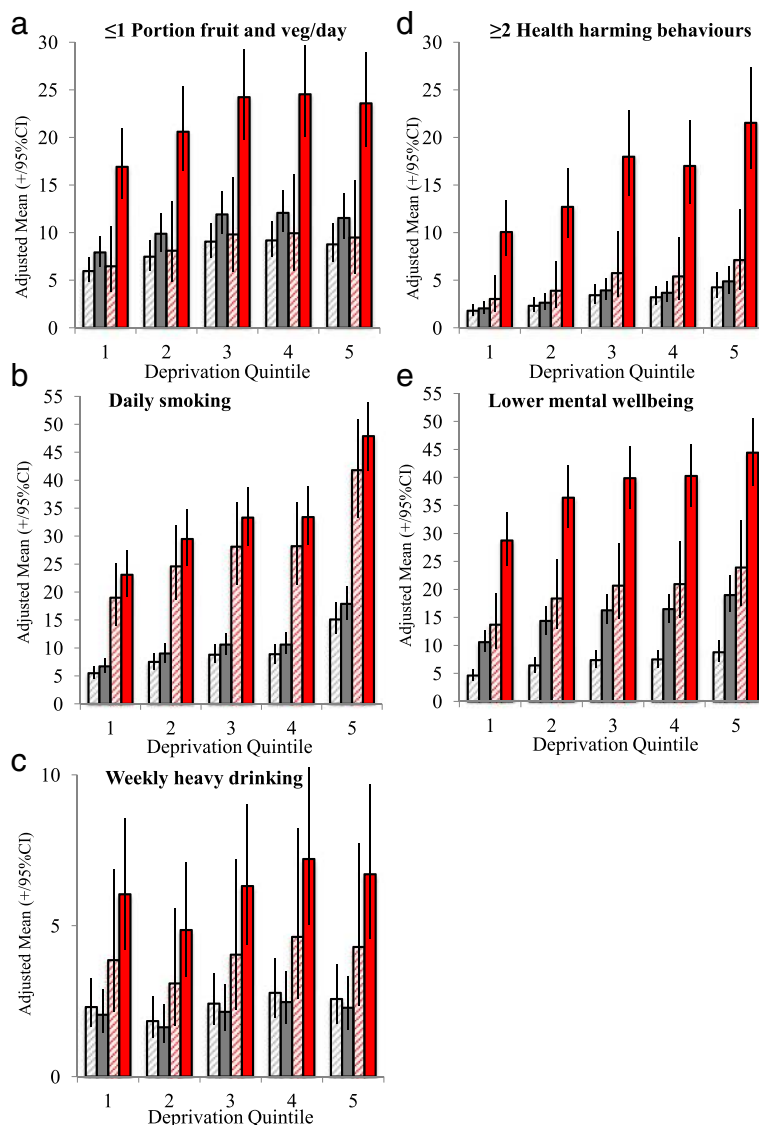 a
≤1 Portion fruit and veg/day
30
25
20
15
10
5
0
Adjusted Mean (+/95%CI)
1 2 3 4 5
Deprivation Quintile
b
Daily smoking
55
50
45
40
35
30
25
20
15
10
5
0
Adjusted Mean (+/95%CI)
1 2 3 4 5
Deprivation Quintile
c
Weekly heavy drinking
10
5
0
Adjusted Mean (+/95%CI)
1 2 3 4 5
Deprivation Quintile
d
≥2 Health harming behaviours
30
25
20
15
10
5
0
Adjusted Mean (+/95%CI)
1 2 3 4 5
Deprivation Quintile
e
Lower mental wellbeing
55
50
45
40
35
30
25
20
15
10
5
0
Adjusted Mean (+/95%CI)
1 2 3 4 5
Deprivation Quintile